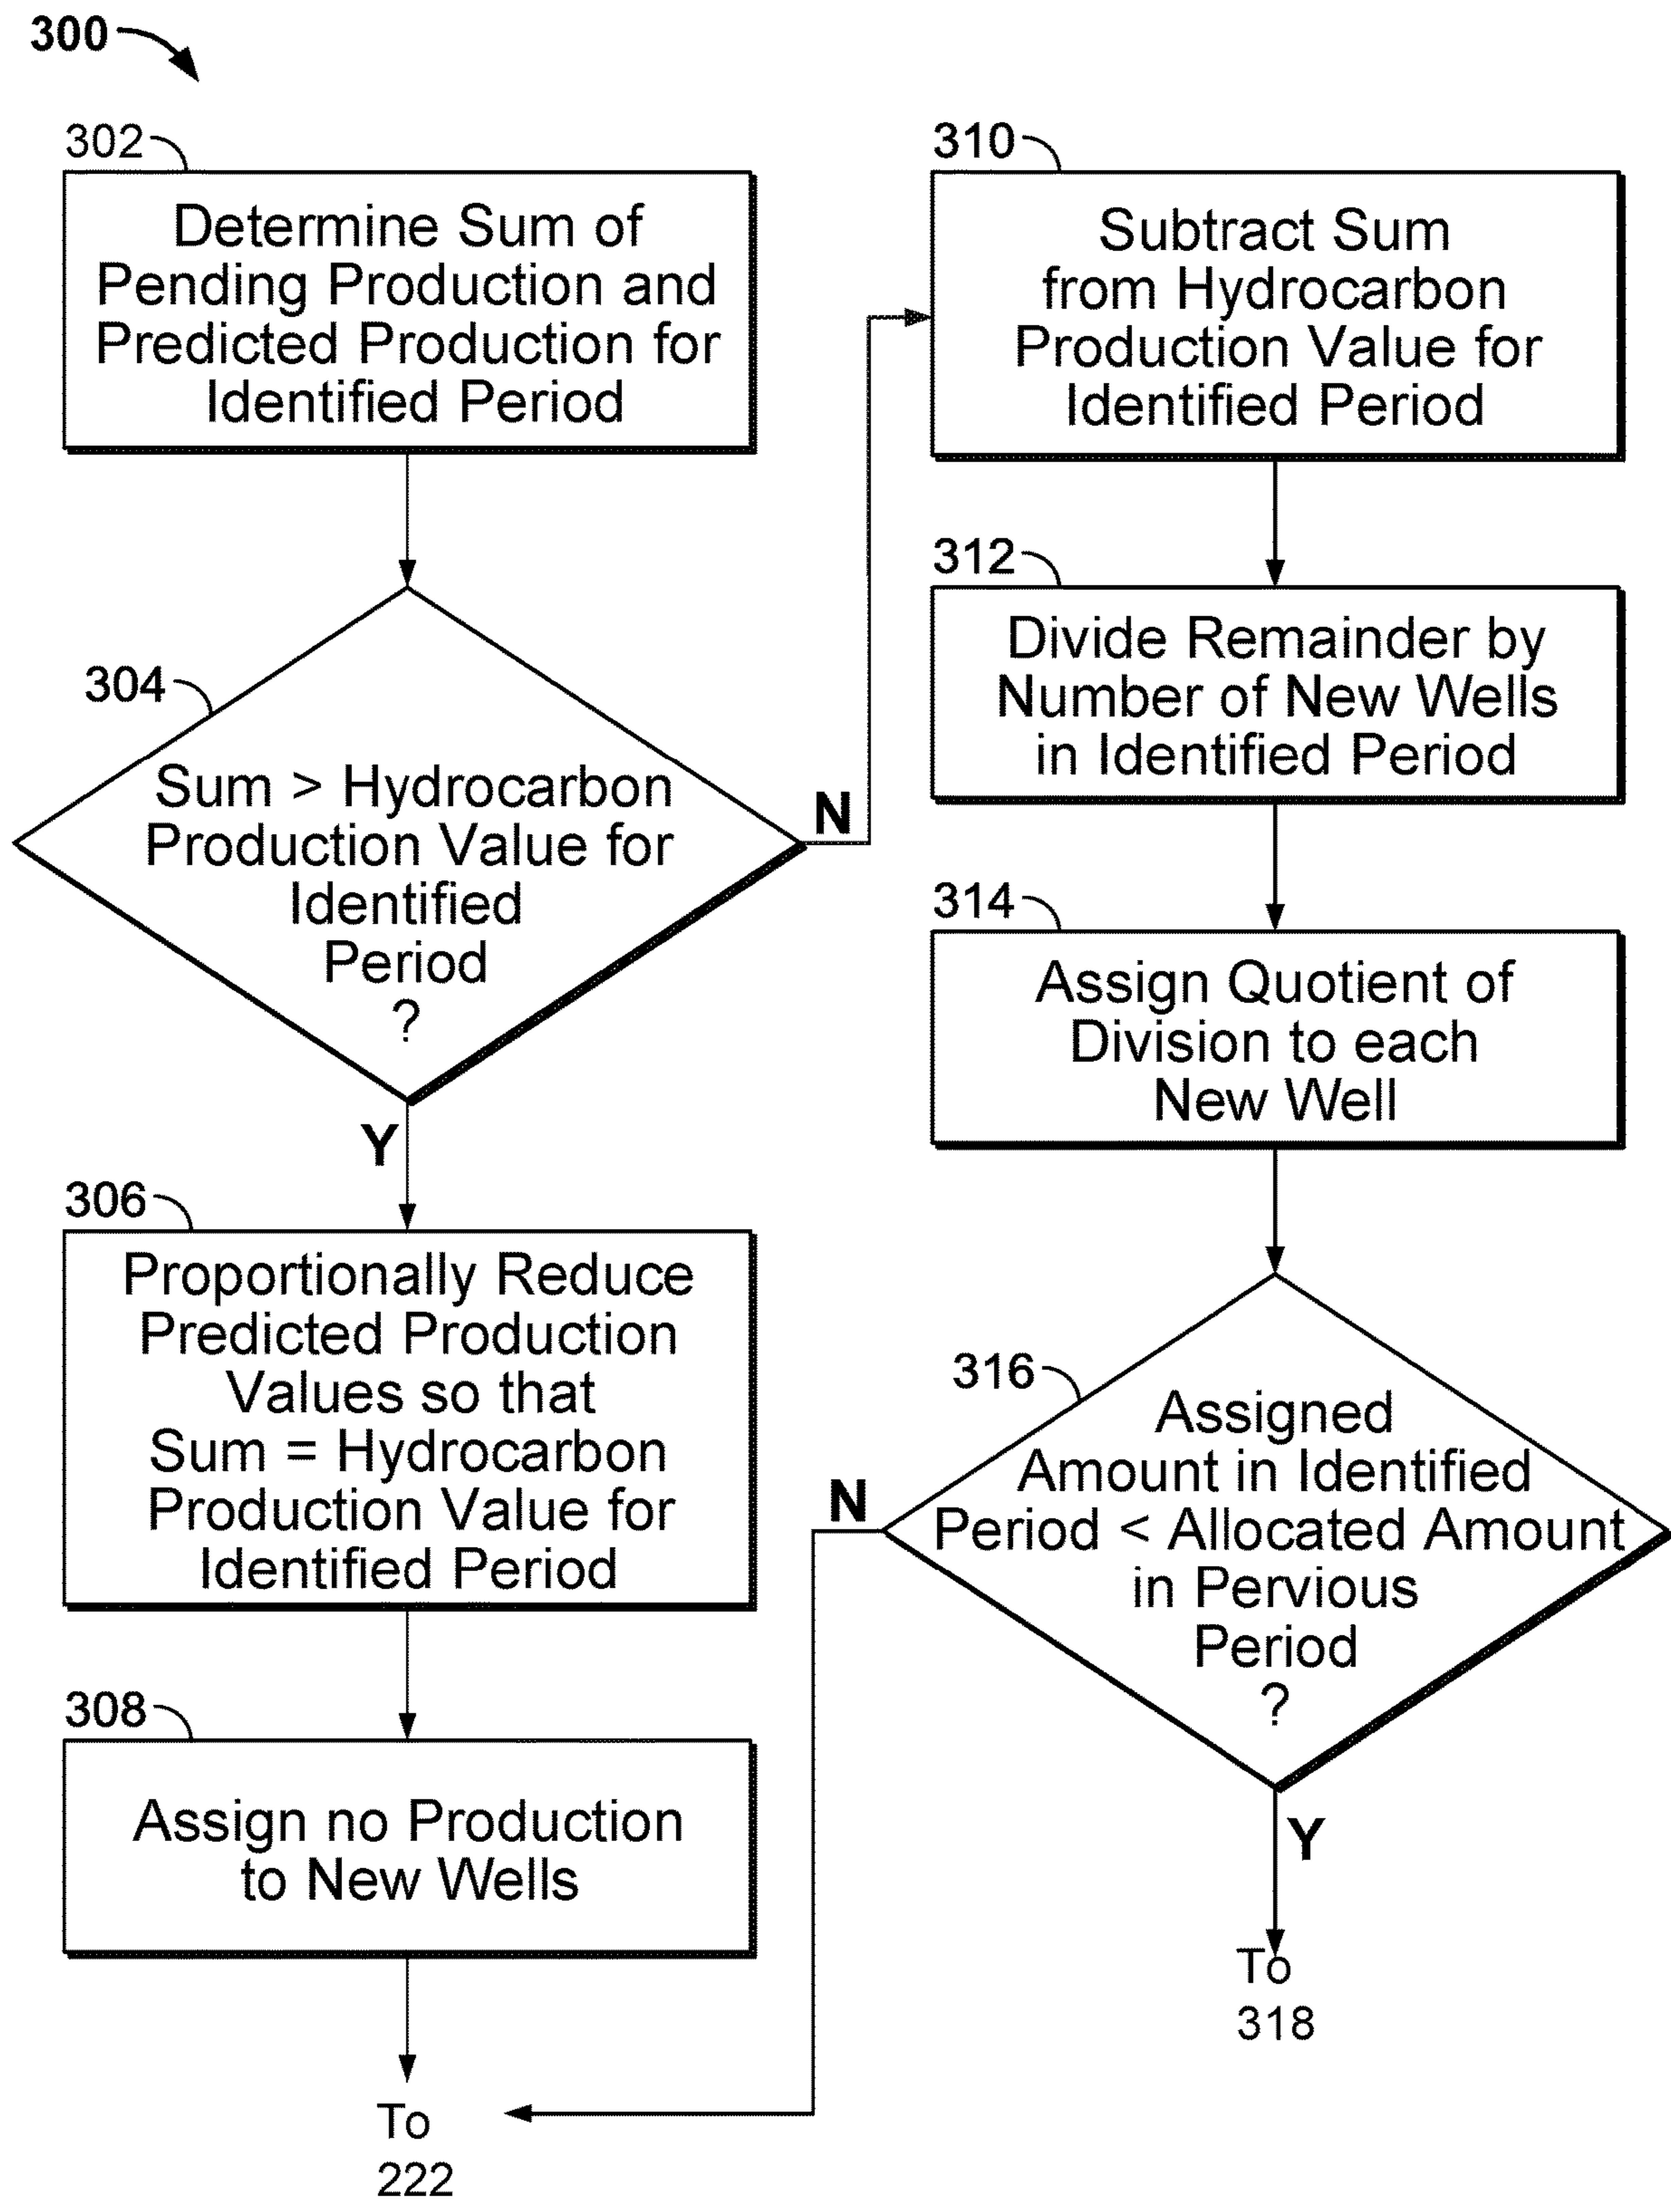 300
302
Determine Sum of
Pending Production and
Predicted Production for
Identified Period
304
Sum > Hydrocarbon
Production Value for
Identified
Period
?
N
Y
306
Proportionally Reduce
Predicted Production
Values so that
Sum = Hydrocarbon
Production Value for
Identified Period
308
Assign no Production
to New Wells
To
222
310
Subtract Sum
from Hydrocarbon
Production Value for
Identified Period
312
Divide Remainder by
Number of New Wells
in Identified Period
314
Assign Quotient of
Division to each
New Well
316
Assigned
Amount in Identified
Period < Allocated Amount
in Pervious
Period
?
N
Y
To
318